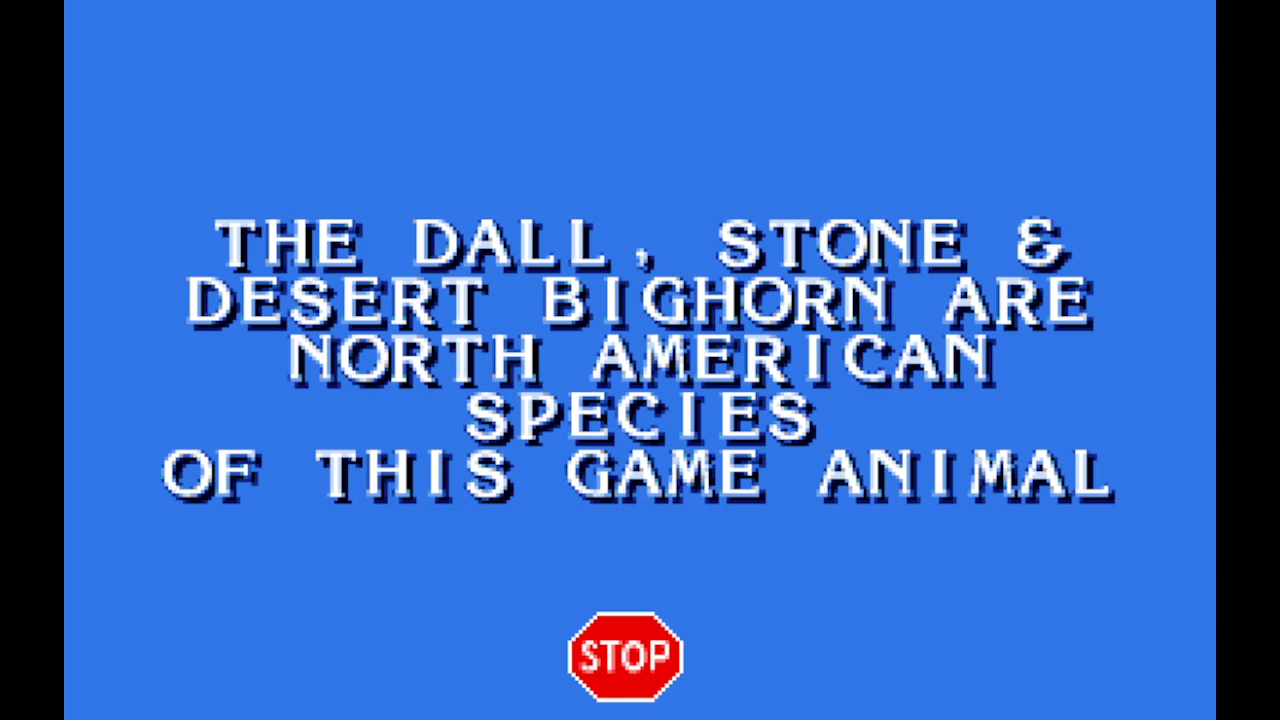 THE DALL, STONE &
DESERT BIGHORN ARE
NORTH AMERICAN
SPECIES
OF THIS GAME ANIMAL
STOP